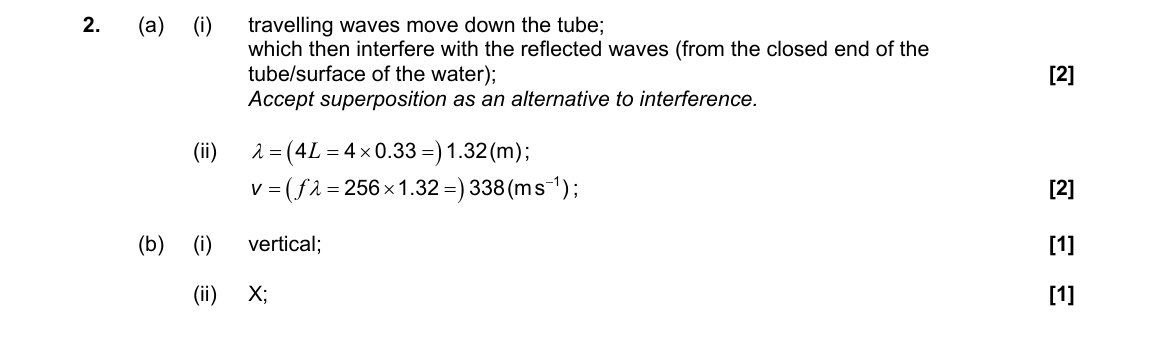 2. (a) (i) travelling waves move down the tube;
which then interfere with the reflected waves (from the closed end of the
tube/surface of the water); [2]
Accept superposition as an alternative to interference.
(ii) λ = (4L = 4 × 0.33 =) 1.32 (m);
v = (fλ = 256 × 1.32 =) 338 (m s⁻¹); [2]
(b) (i) vertical; [1]
(ii) X; [1]